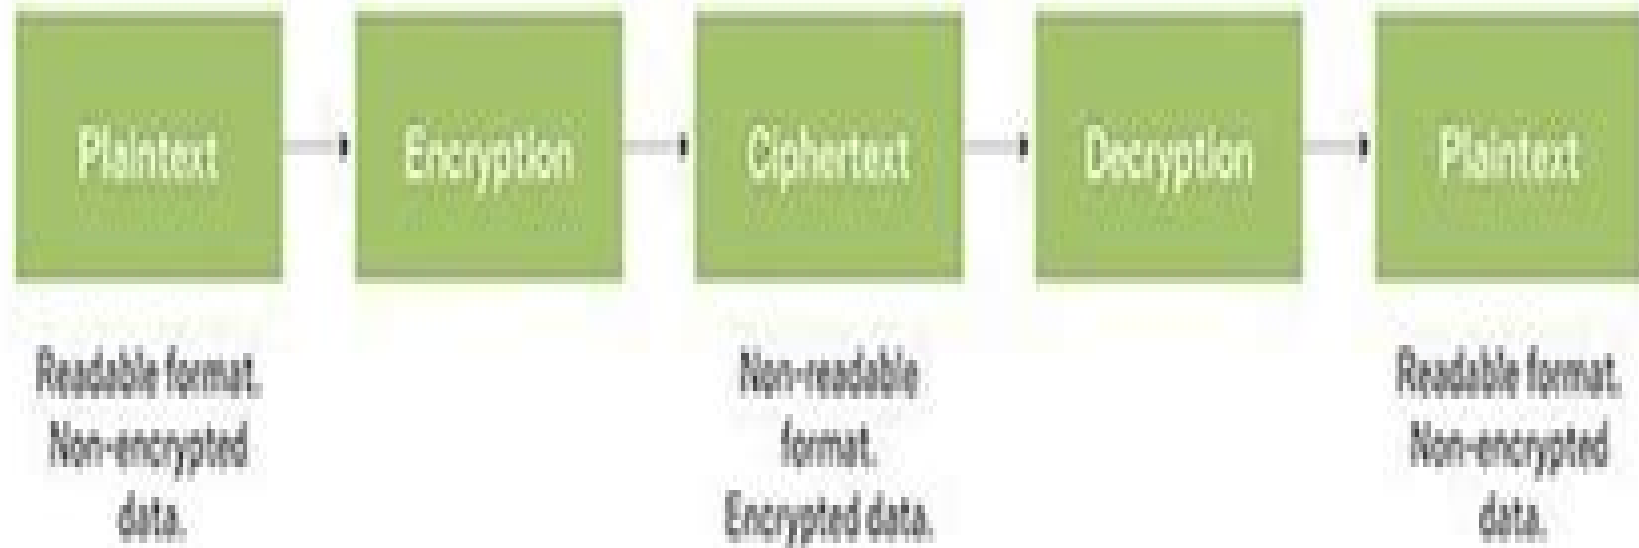 Plaintext
Encryption
Ciphertext
Decryption
Plaintext
Readable format.
Non-encrypted
data.
Non-readable
format.
Encrypted data.
Readable format.
Non-encrypted
data.